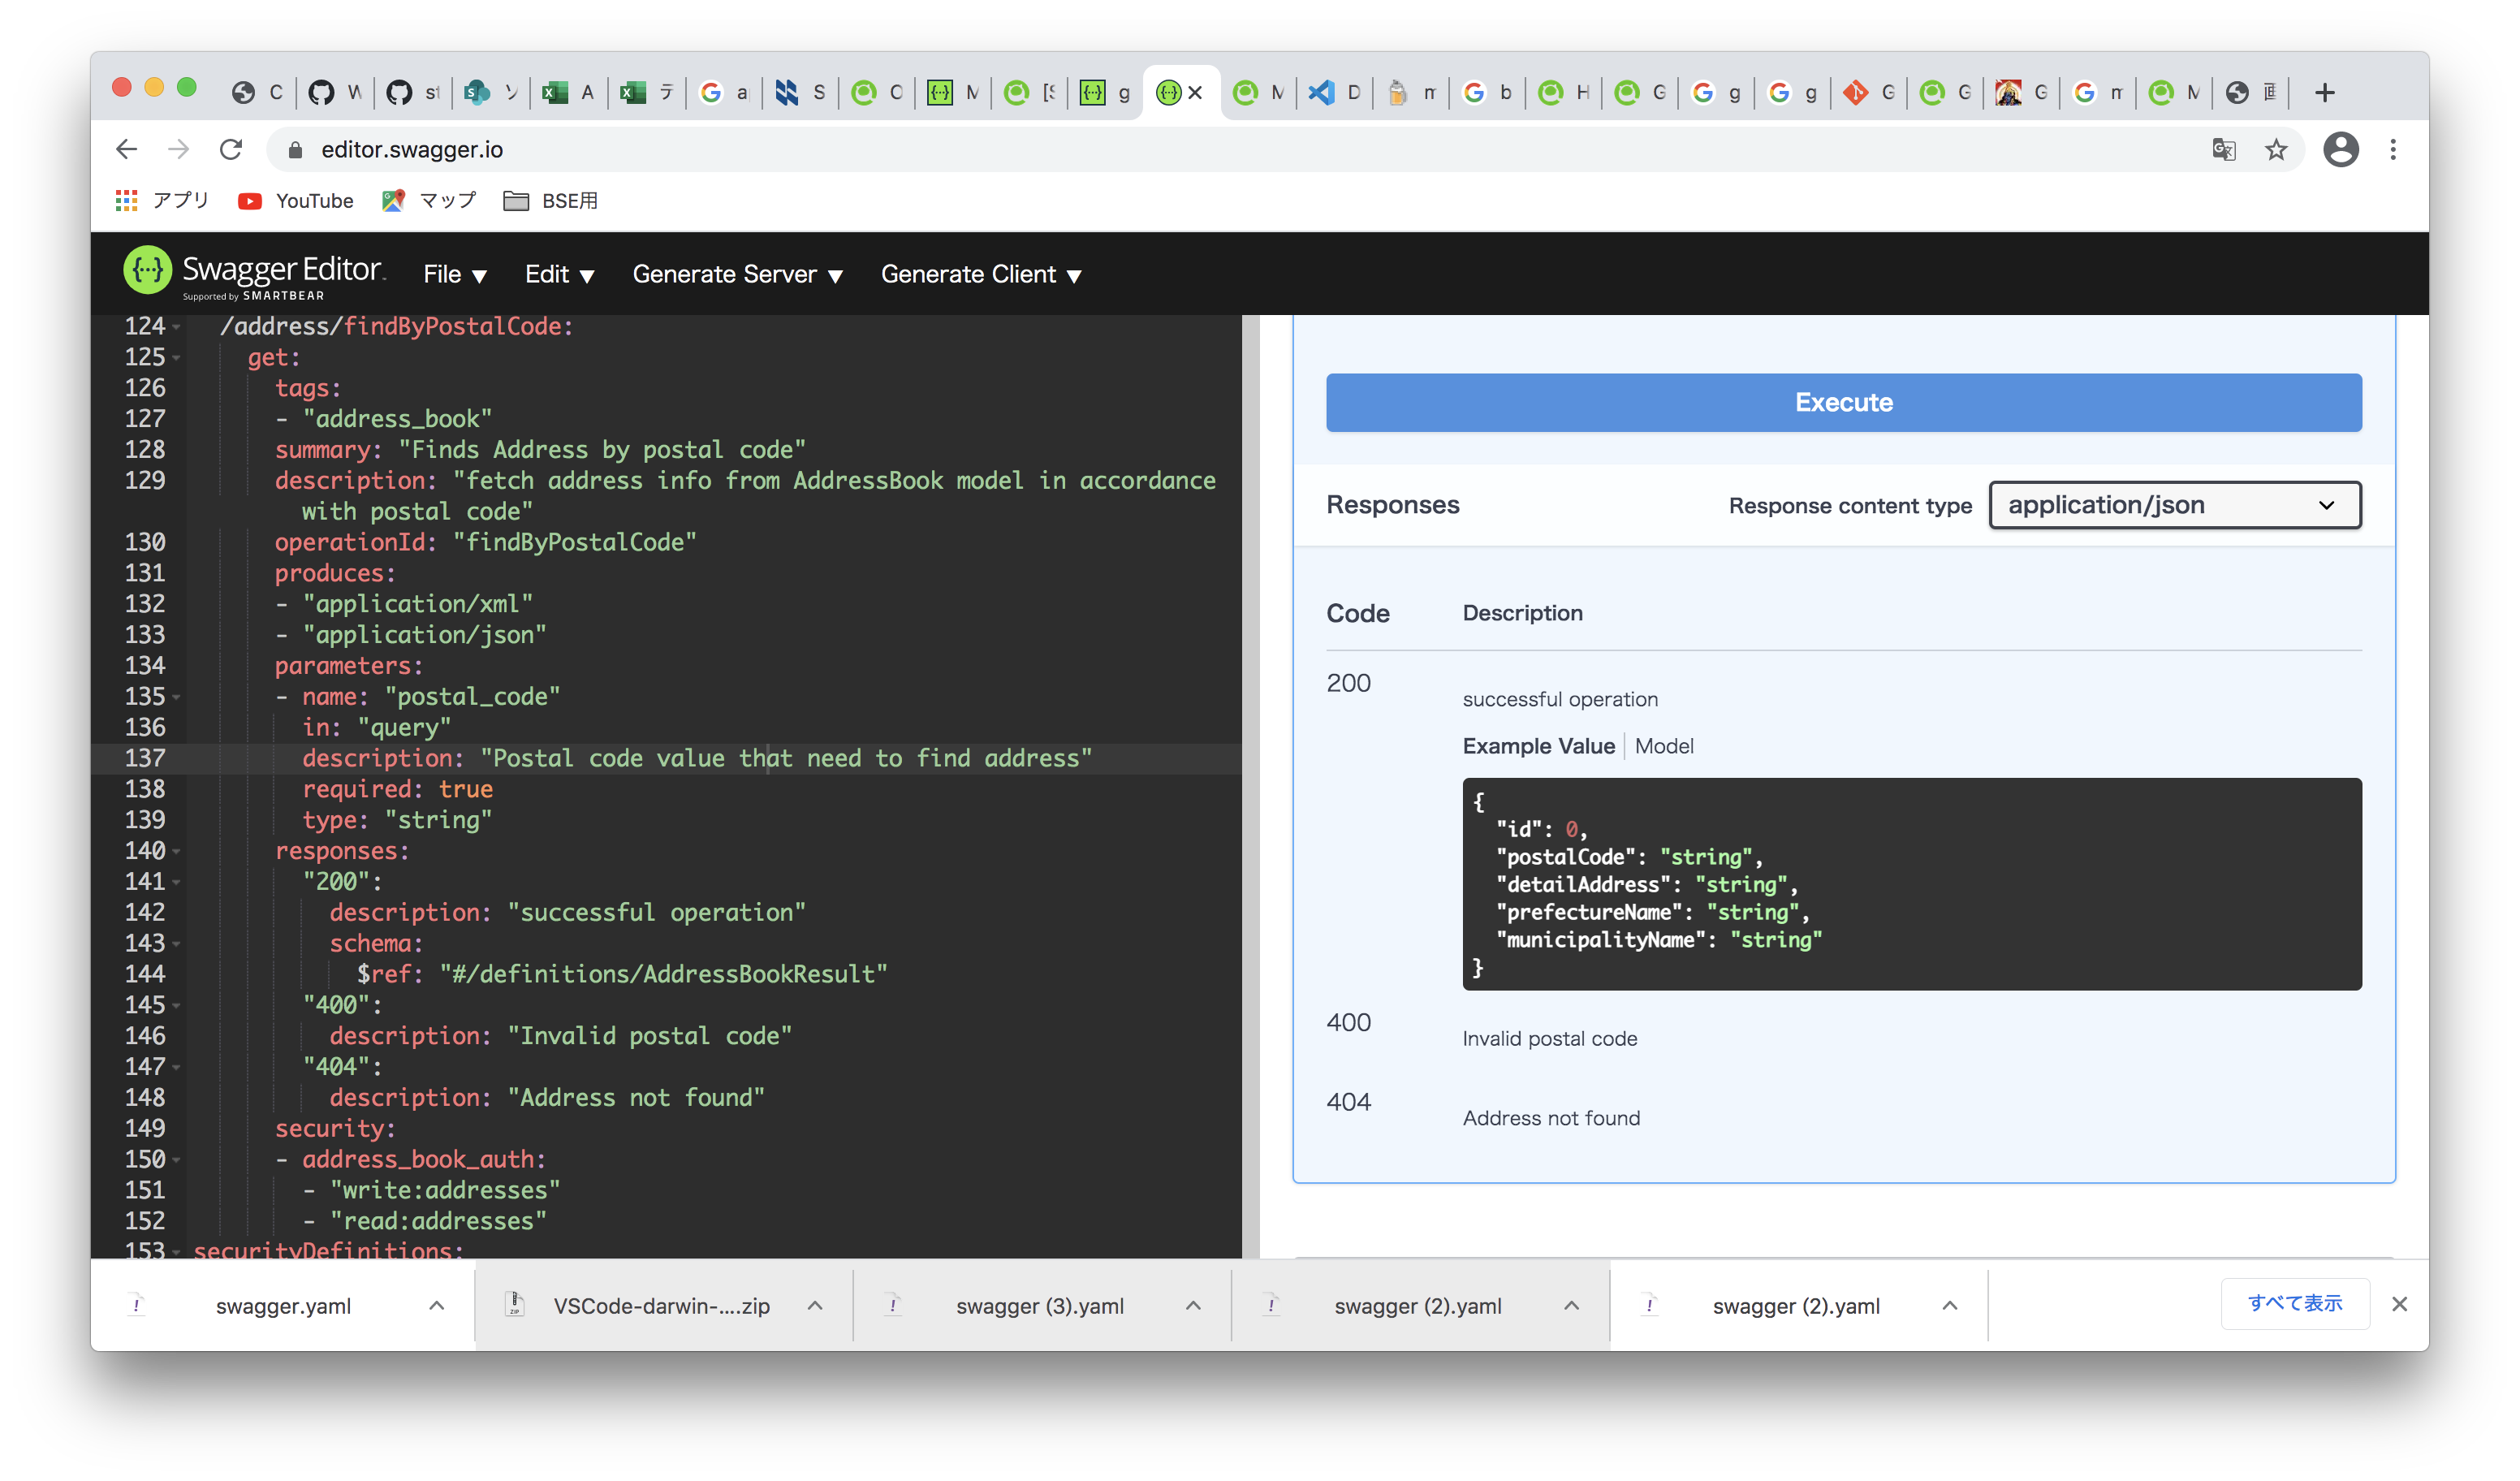 C W st ソ A テ a S C M [S g M D m b H G g g G G G m M 画
editor.swagger.io
アプリ YouTube マップ BSE用
Swagger Editor
Supported by SMARTBEAR
File ▼ Edit ▼ Generate Server ▼ Generate Client ▼
124 /address/findByPostalCode:
125 get:
126 tags:
127 - "address_book"
128 summary: "Finds Address by postal code"
129 description: "fetch address info from AddressBook model in accordance
with postal code"
130 operationId: "findByPostalCode"
131 produces:
132 - "application/xml"
133 - "application/json"
134 parameters:
135 - name: "postal_code"
136 in: "query"
137 description: "Postal code value that need to find address"
138 required: true
139 type: "string"
140 responses:
141 "200":
142 description: "successful operation"
143 schema:
144 $ref: "#/definitions/AddressBookResult"
145 "400":
146 description: "Invalid postal code"
147 "404":
148 description: "Address not found"
149 security:
150 - address_book_auth:
151 - "write:addresses"
152 - "read:addresses"
153 securityDefinitions:
Execute
Responses Response content type application/json
Code Description
200 successful operation
Example Value | Model
{
"id": 0,
"postalCode": "string",
"detailAddress": "string",
"prefectureName": "string",
"municipalityName": "string"
}
400 Invalid postal code
404 Address not found
swagger.yaml VSCode-darwin-....zip swagger (3).yaml swagger (2).yaml swagger (2).yaml すべて表示